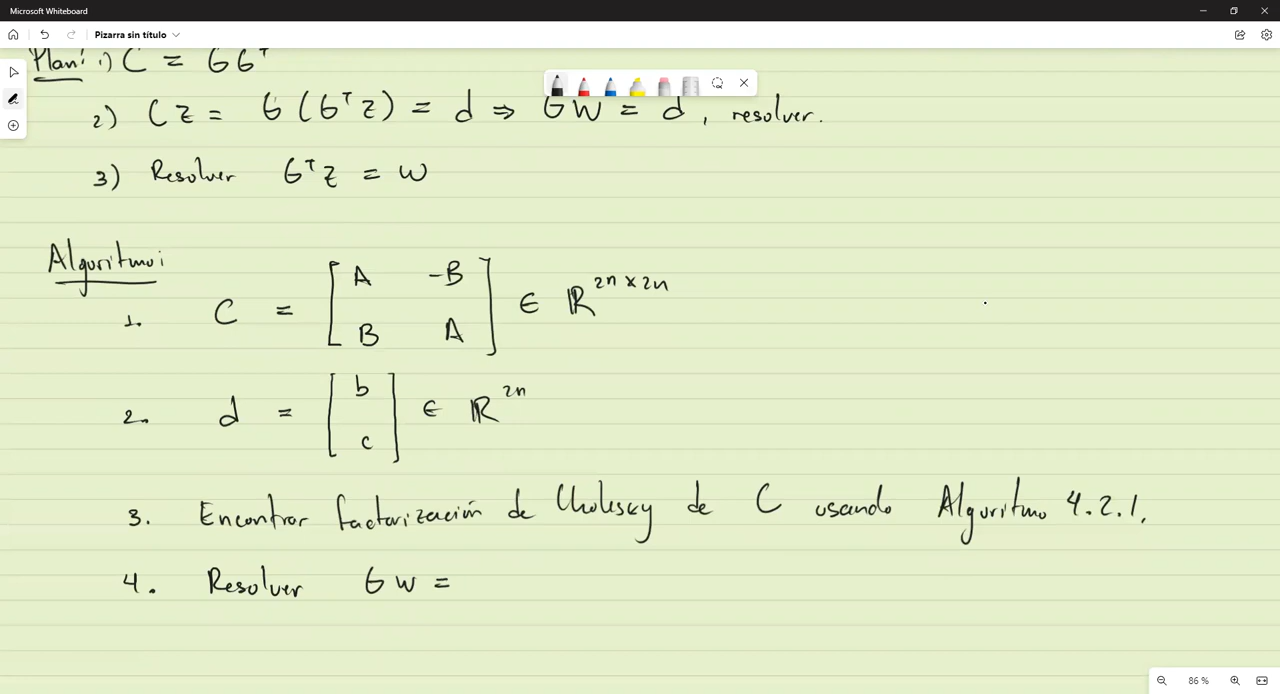 Microsoft Whiteboard
Pizarra sin título
Plan: 1) C = GGᵀ
2) CZ = G(GᵀZ) = d ⇒ GW = d, resolver.
3) Resolver GᵀZ = W
Algoritmo:
1. C = [A -B; B A] ∈ ℝ^{2n×2n}
2. d = [b; c] ∈ ℝ^{2n}
3. Encontrar factorización de Cholesky de C usando Algoritmo 4.2.1.
4. Resolver GW =
86 %